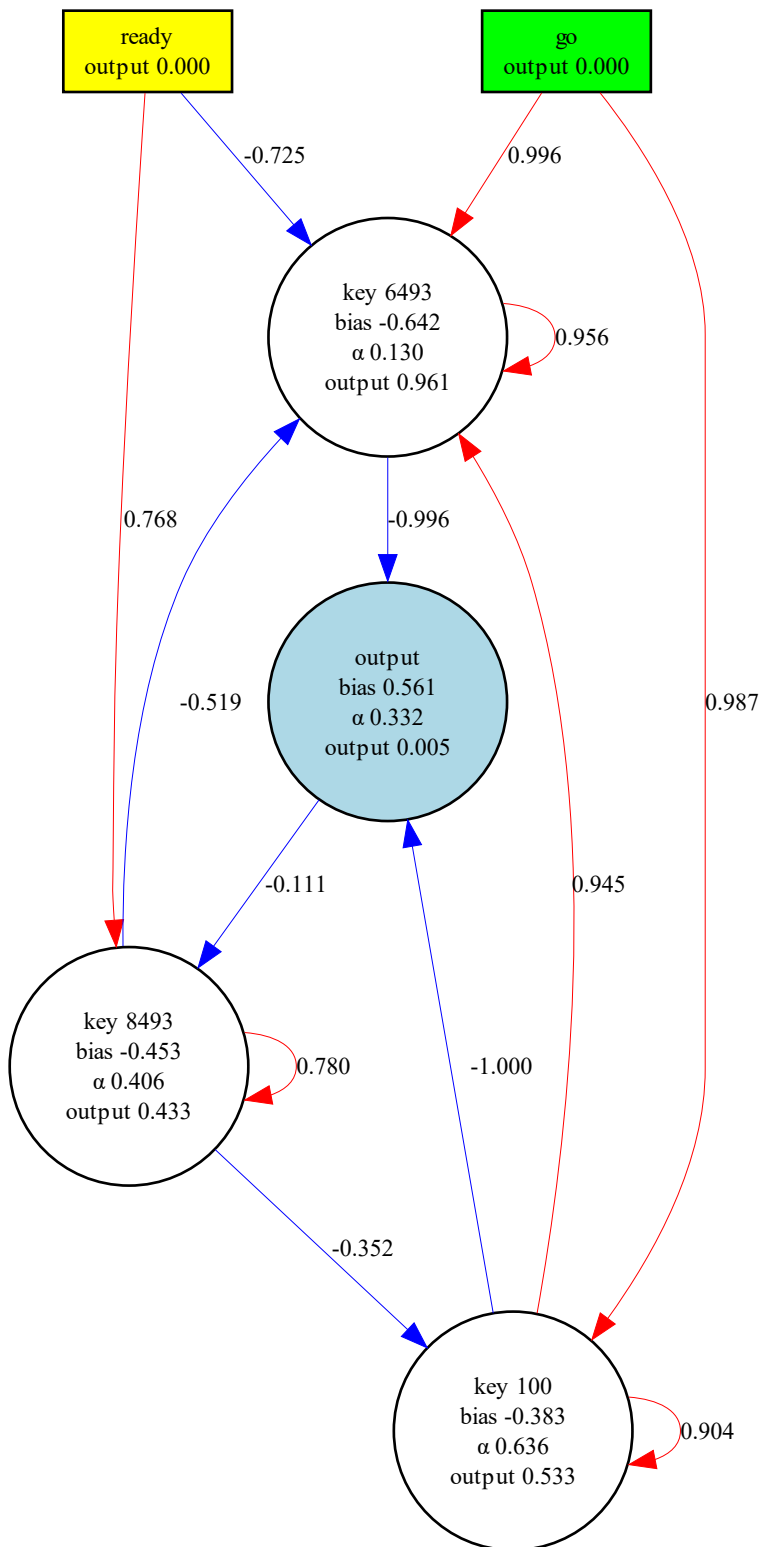 ready
output 0.000
go
output 0.000
-0.725
0.996
key 6493
bias -0.642
α 0.130
output 0.961
0.956
0.768
-0.996
-0.519
output
bias 0.561
α 0.332
output 0.005
0.987
-0.111
0.945
key 8493
bias -0.453
α 0.406
output 0.433
0.780
-1.000
-0.352
key 100
bias -0.383
α 0.636
output 0.533
0.904